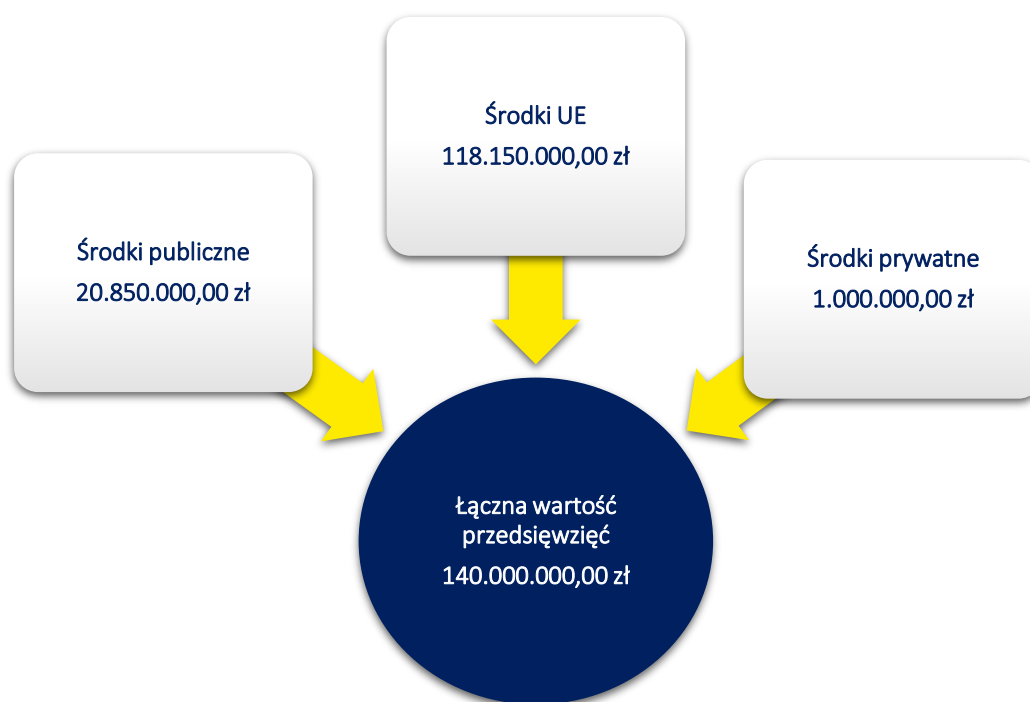 Środki UE
118.150.000,00 zł
Środki publiczne
20.850.000,00 zł
Środki prywatne
1.000.000,00 zł
Łączna wartość
przedsięwzięć
140.000.000,00 zł